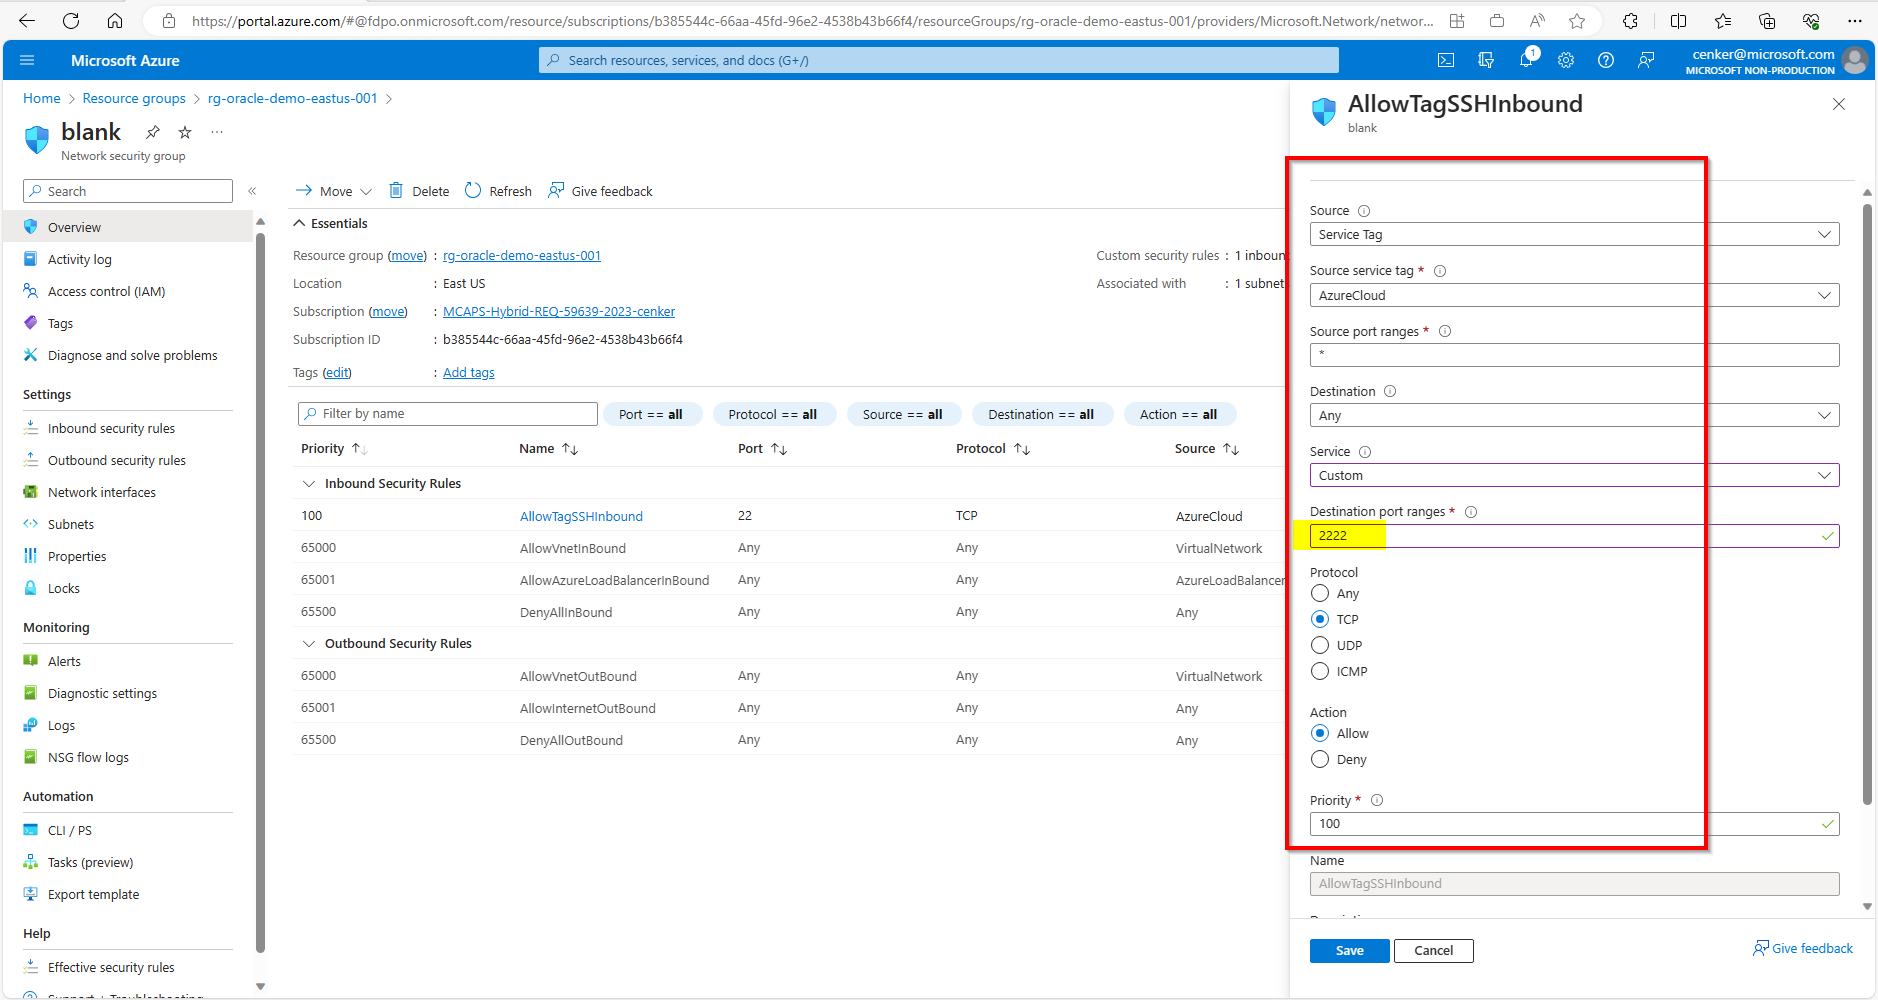 https://portal.azure.com/#@fdpo.onmicrosoft.com/resource/subscriptions/b385544c-66aa-45fd-96e2-4538b43b66f4/resourceGroups/rg-oracle-demo-eastus-001/providers/Microsoft.Network/networ...
Microsoft Azure
Search resources, services, and docs (G+/)
1
cenker@microsoft.com
MICROSOFT NON-PRODUCTION
Home > Resource groups > rg-oracle-demo-eastus-001 >
blank
Network security group
Search
Overview
Activity log
Access control (IAM)
Tags
Diagnose and solve problems
Settings
Inbound security rules
Outbound security rules
Network interfaces
Subnets
Properties
Locks
Monitoring
Alerts
Diagnostic settings
Logs
NSG flow logs
Automation
CLI / PS
Tasks (preview)
Export template
Help
Effective security rules
Move Delete Refresh Give feedback
Essentials
Resource group (move) : rg-oracle-demo-eastus-001
Location : East US
Subscription (move) : MCAPS-Hybrid-REQ-59639-2023-cenker
Subscription ID : b385544c-66aa-45fd-96e2-4538b43b66f4
Tags (edit) : Add tags
Custom security rules : 1 inboun
Associated with : 1 subnet
Filter by name
Port == all Protocol == all Source == all Destination == all Action == all
Priority Name Port Protocol Source
Inbound Security Rules
100 AllowTagSSHInbound 22 TCP AzureCloud
65000 AllowVnetInBound Any Any VirtualNetwork
65001 AllowAzureLoadBalancerInBound Any Any AzureLoadBalancer
65500 DenyAllInBound Any Any Any
Outbound Security Rules
65000 AllowVnetOutBound Any Any VirtualNetwork
65001 AllowInternetOutBound Any Any Any
65500 DenyAllOutBound Any Any Any
AllowTagSSHInbound
blank
Source
Service Tag
Source service tag *
AzureCloud
Source port ranges *
*
Destination
Any
Service
Custom
Destination port ranges *
2222
Protocol
Any
TCP
UDP
ICMP
Action
Allow
Deny
Priority *
100
Name
AllowTagSSHInbound
Save
Cancel
Give feedback